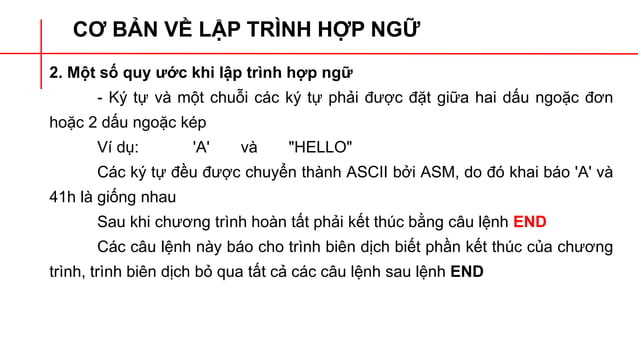 CƠ BẢN VỀ LẬP TRÌNH HỢP NGỮ
2. Một số quy ước khi lập trình hợp ngữ
- Ký tự và một chuỗi các ký tự phải được đặt giữa hai dấu ngoặc đơn
hoặc 2 dấu ngoặc kép
Ví dụ: 'A' và "HELLO"
Các ký tự đều được chuyển thành ASCII bởi ASM, do đó khai báo 'A' và
41h là giống nhau
Sau khi chương trình hoàn tất phải kết thúc bằng câu lệnh END
Các câu lệnh này báo cho trình biên dịch biết phần kết thúc của chương
trình, trình biên dịch bỏ qua tất cả các câu lệnh sau lệnh END